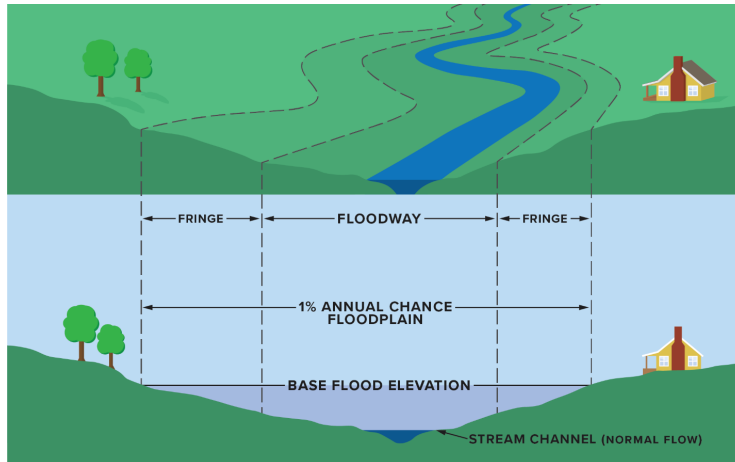 FRINGE
FLOODWAY
FRINGE
1% ANNUAL CHANCE
FLOODPLAIN
BASE FLOOD ELEVATION
STREAM CHANNEL (NORMAL FLOW)